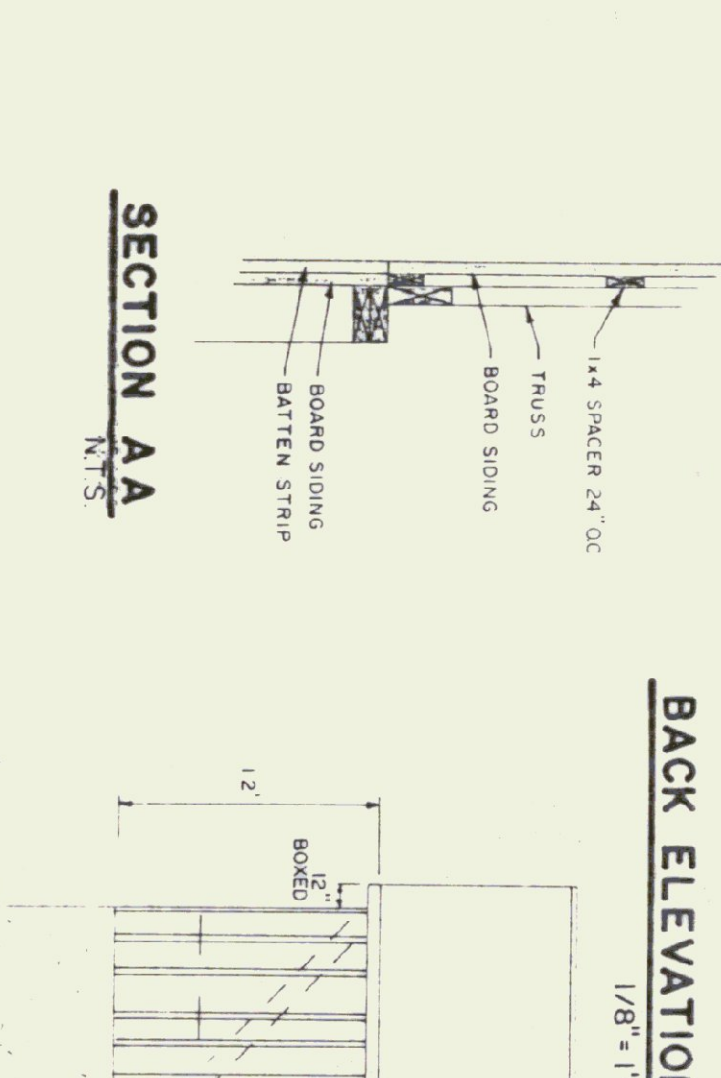 1x4 SPACER 24" OC
TRUSS
BOARD SIDING
BOARD SIDING
BATTEN STRIP
SECTION A A
N.T.S.
BACK ELEVATIO
1/8" = 1'
12"
BOXED
12'